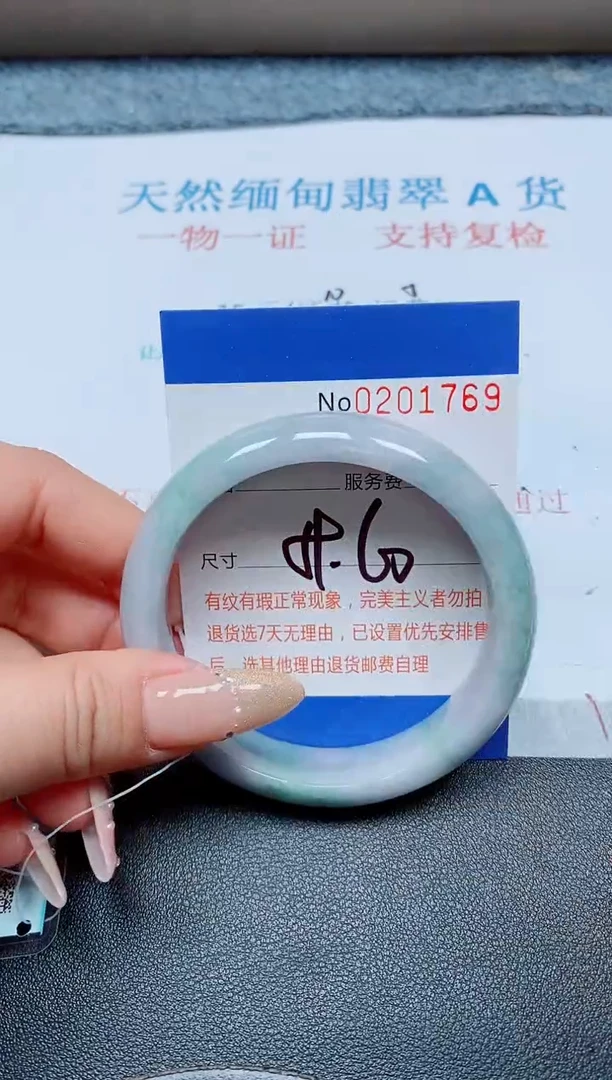 天然缅甸翡翠A货
一物一证 支持复检
No0201769
服务费
尺寸
有纹有瑕正常现象，完美主义者勿拍
退货选7天无理由，已设置优先安排售
后，选其他理由退货邮费自理
通过